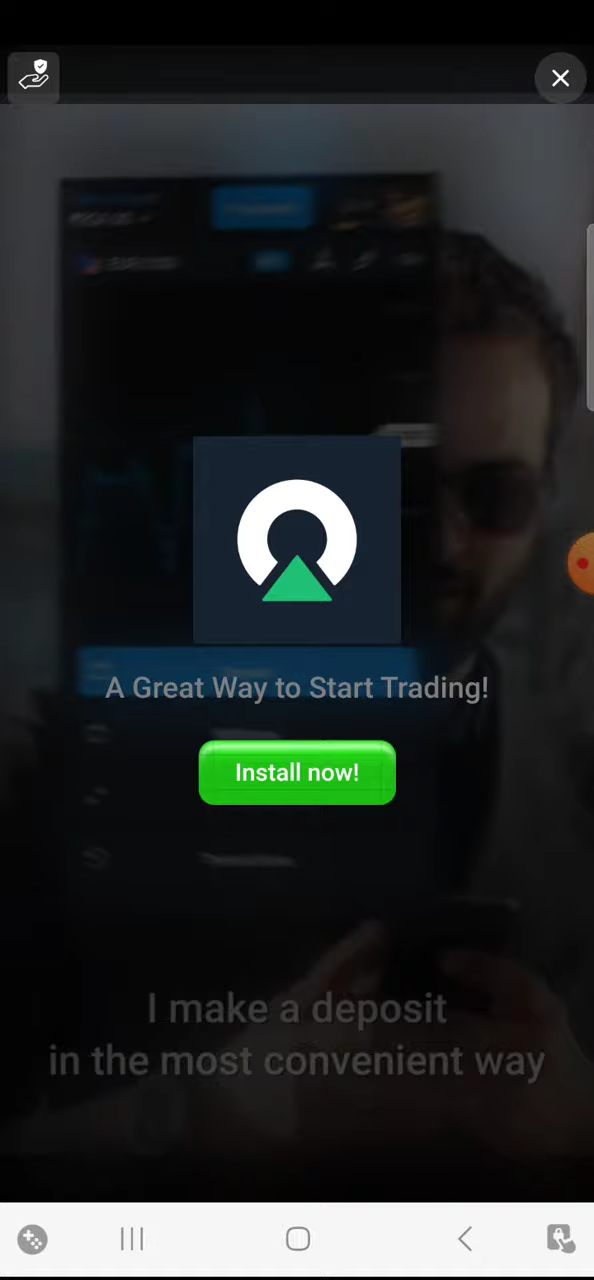 A Great Way to Start Trading!
Install now!
I make a deposit
in the most convenient way